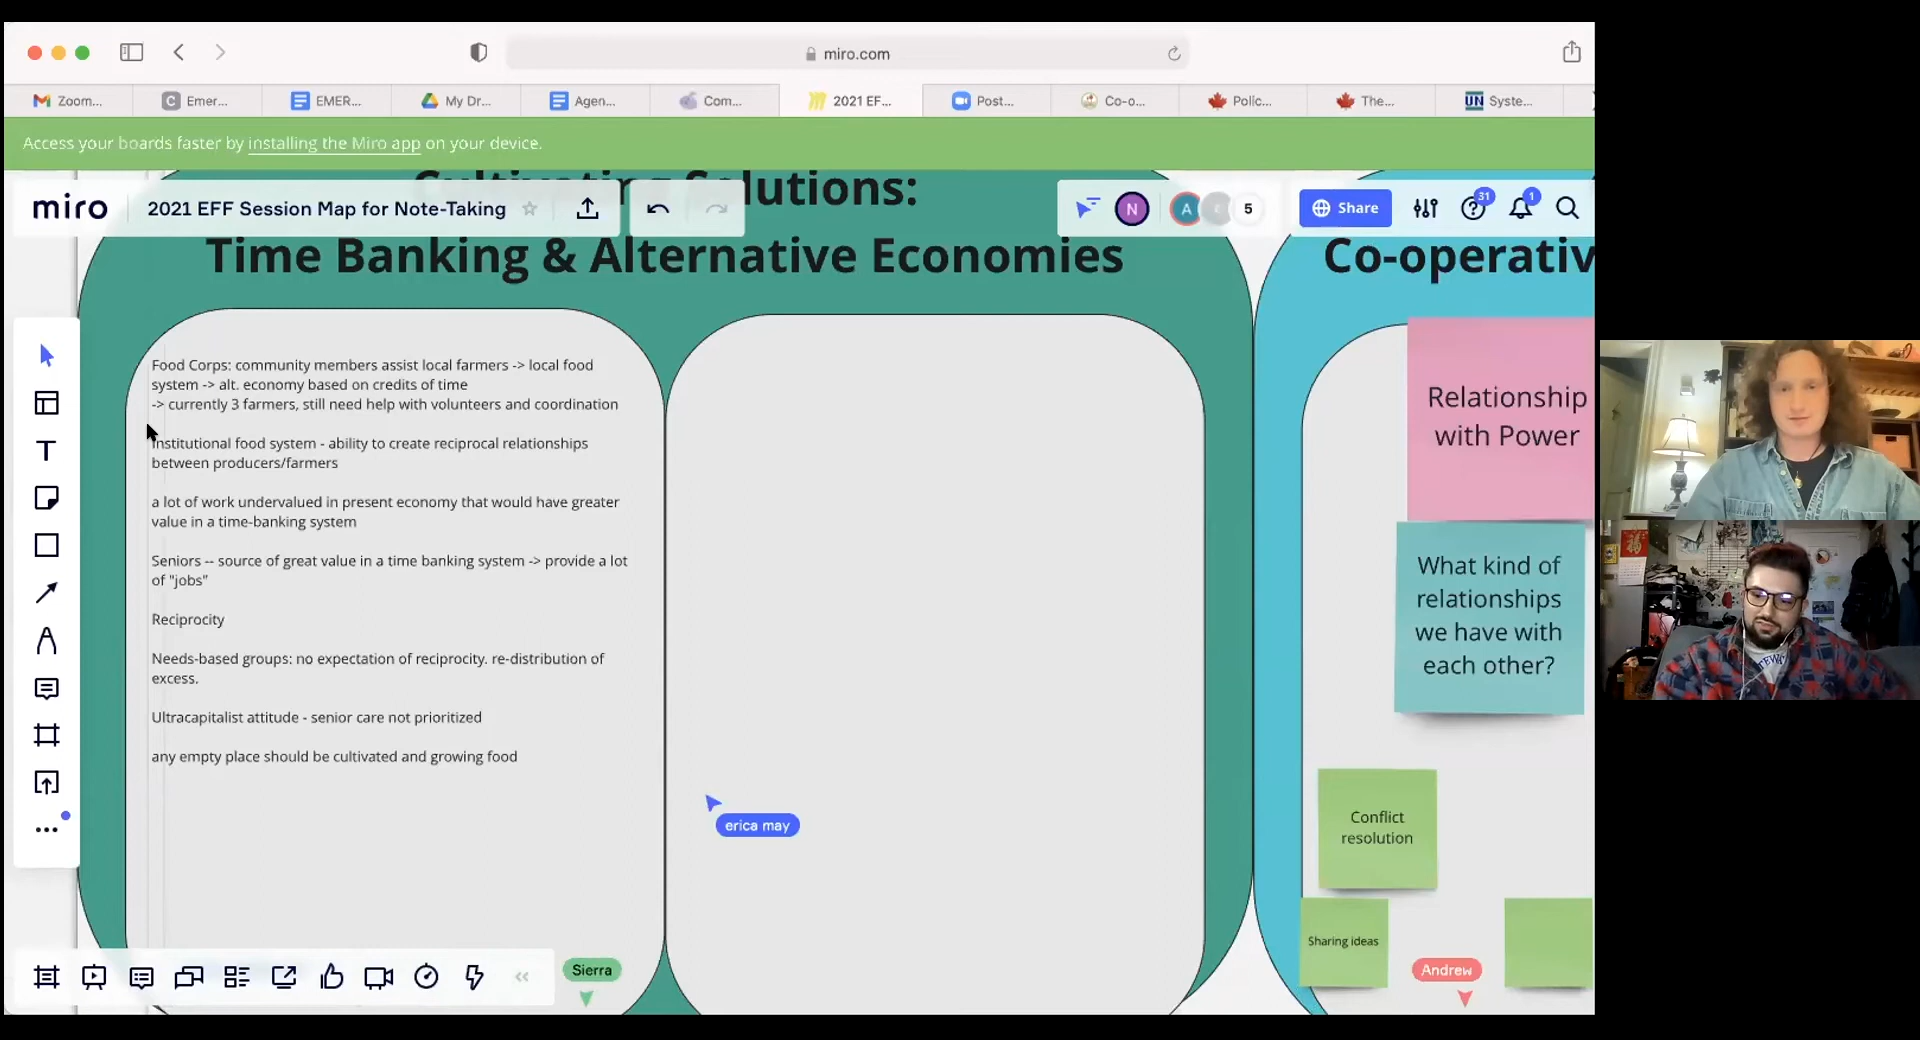 miro.com
Zoom...
Emer...
EMER...
My Dr...
Agen...
Com...
2021 EF...
Post...
Co-o...
Polic...
The...
UN
Syste...
Access your boards faster by installing the Miro app on your device.
Cultivating Solutions:
miro
2021 EFF Session Map for Note-Taking
N
A
5
Share
31
1
Time Banking & Alternative Economies
Co-operativ
Food Corps: community members assist local farmers -> local food
system -> alt. economy based on credits of time
-> currently 3 farmers, still need help with volunteers and coordination
Institutional food system - ability to create reciprocal relationships
between producers/farmers
a lot of work undervalued in present economy that would have greater
value in a time-banking system
Seniors -- source of great value in a time banking system -> provide a lot
of "jobs"
Reciprocity
Needs-based groups: no expectation of reciprocity. re-distribution of
excess.
Ultracapitalist attitude - senior care not prioritized
any empty place should be cultivated and growing food
erica may
Relationship
with Power
What kind of
relationships
we have with
each other?
Conflict
resolution
Sharing ideas
Sierra
Andrew
福